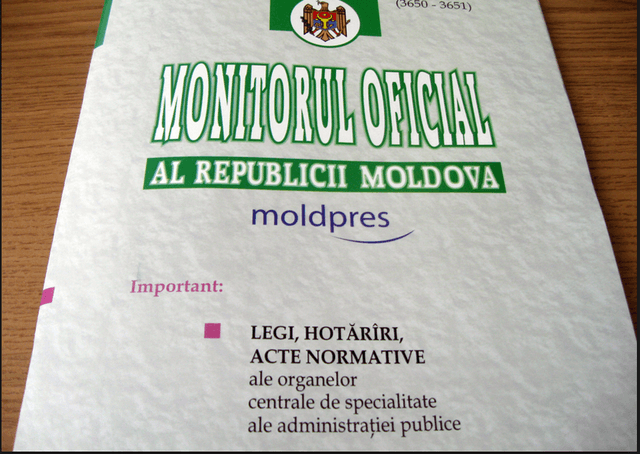 (3650 - 3651)
MONITORUL OFICIAL
AL REPUBLICII MOLDOVA
moldpres
Important:
LEGI, HOTĂRÎRI,
ACTE NORMATIVE
ale organelor
centrale de specialitate
ale administrației publice